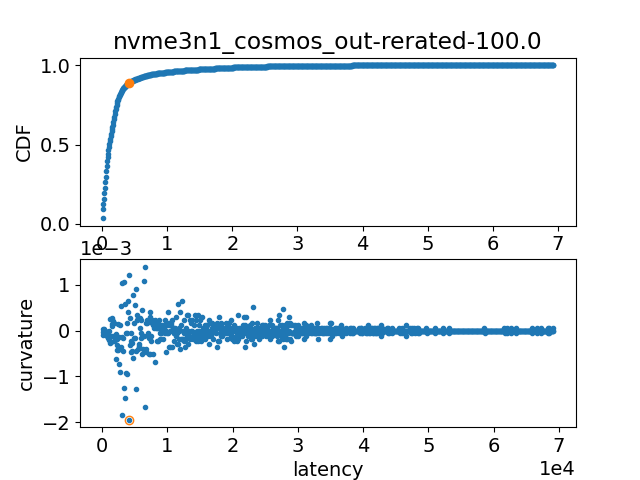 nvme3n1_cosmos_out-rerated-100.0
1.0
0.5
0.0
CDF
0 1 2 3 4 5 6 7
1e−3
1
0
−1
−2
curvature
0 1 2 3 4 5 6 7
latency
1e4